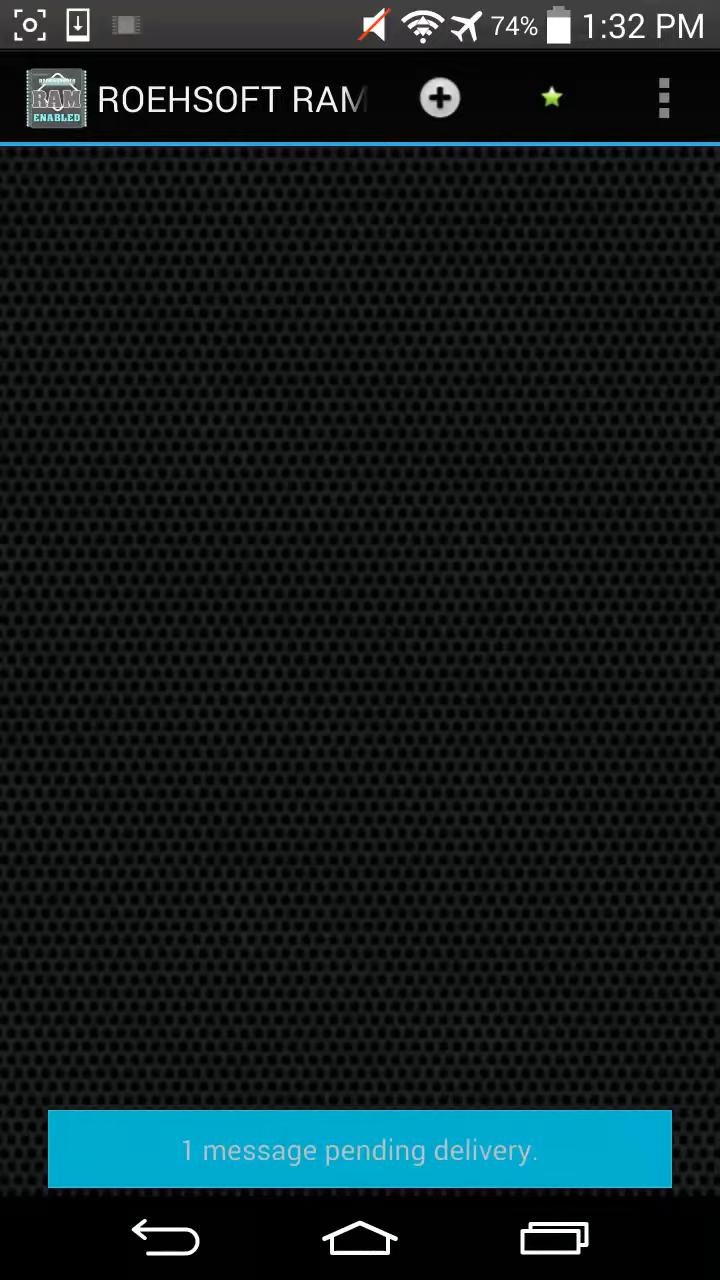 74% 1:32 PM
RAM
ENABLED
ROEHSOFT RAM
1 message pending delivery.